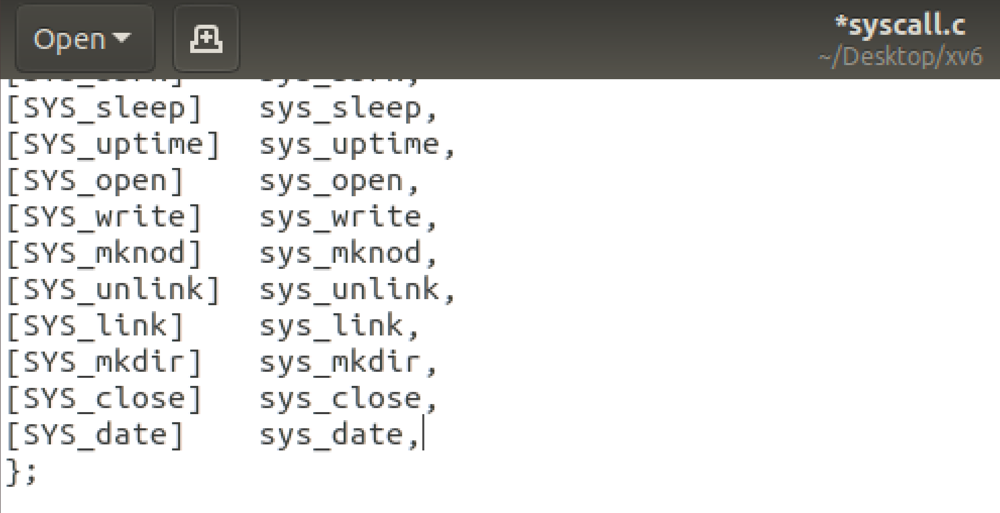 Open
*syscall.c
~/Desktop/xv6
[SYS_sleep]   sys_sleep,
[SYS_uptime]  sys_uptime,
[SYS_open]    sys_open,
[SYS_write]   sys_write,
[SYS_mknod]   sys_mknod,
[SYS_unlink]  sys_unlink,
[SYS_link]    sys_link,
[SYS_mkdir]   sys_mkdir,
[SYS_close]   sys_close,
[SYS_date]    sys_date,
};